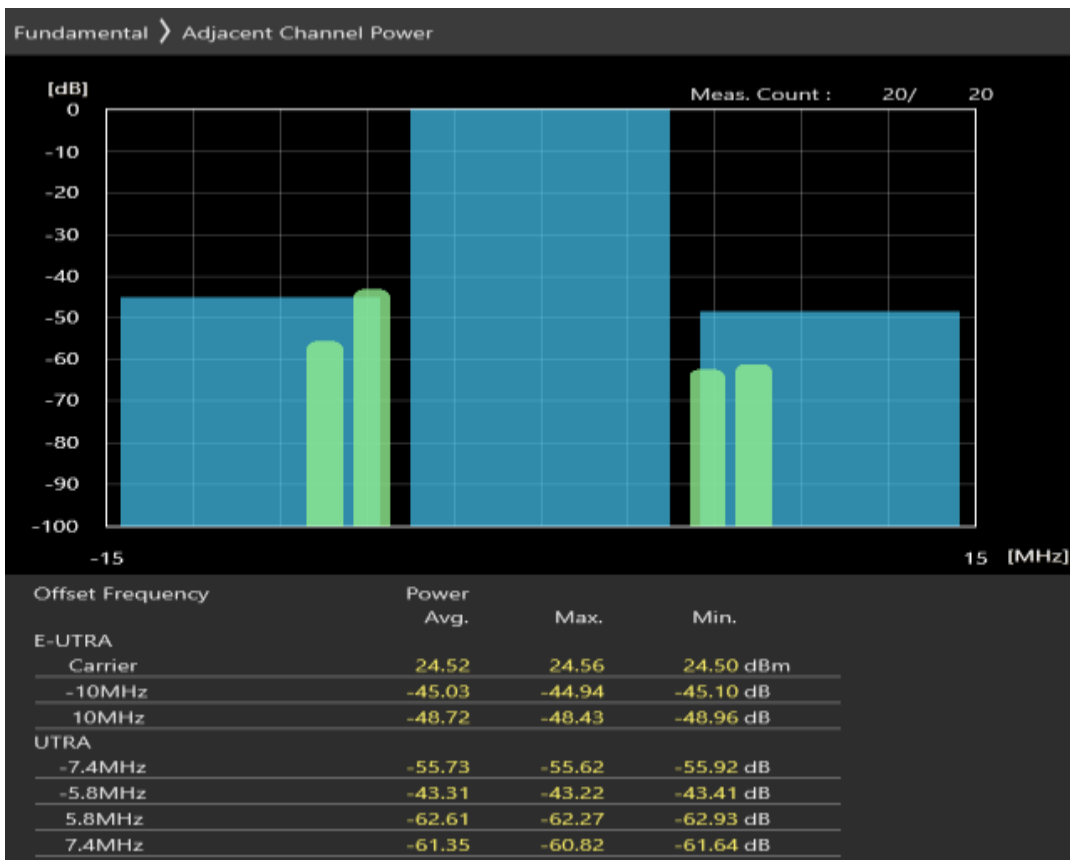 Fundamental 〉 Adjacent Channel Power
[dB]
Meas. Count : 20/ 20
0
-10
-20
-30
-40
-50
-60
-70
-80
-90
-100
-15 15 [MHz]
Offset Frequency Power
Avg. Max. Min.
E-UTRA
Carrier 24.52 24.56 24.50 dBm
-10MHz -45.03 -44.94 -45.10 dB
10MHz -48.72 -48.43 -48.96 dB
UTRA
-7.4MHz -55.73 -55.62 -55.92 dB
-5.8MHz -43.31 -43.22 -43.41 dB
5.8MHz -62.61 -62.27 -62.93 dB
7.4MHz -61.35 -60.82 -61.64 dB